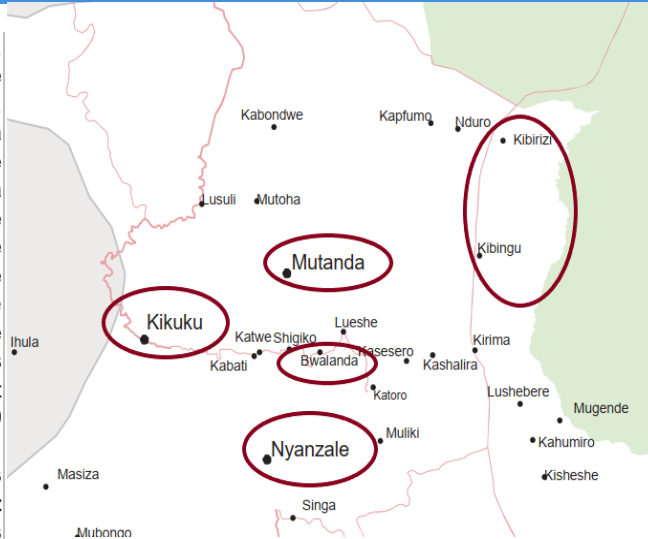 Kabondwe
Kapfumo
Nduro
Kibirizi
Lusuli
Mutoha
Kibingu
Mutanda
Kikuku
Lueshe
Ihula
Katwe
Shigiko
Kirima
Kabati
Bwalanda
Kasesero
Kashalira
Katoro
Lushebere
Mugende
Muliki
Kahumiro
Nyanzale
Masiza
Kisheshe
Singa
Mubongo